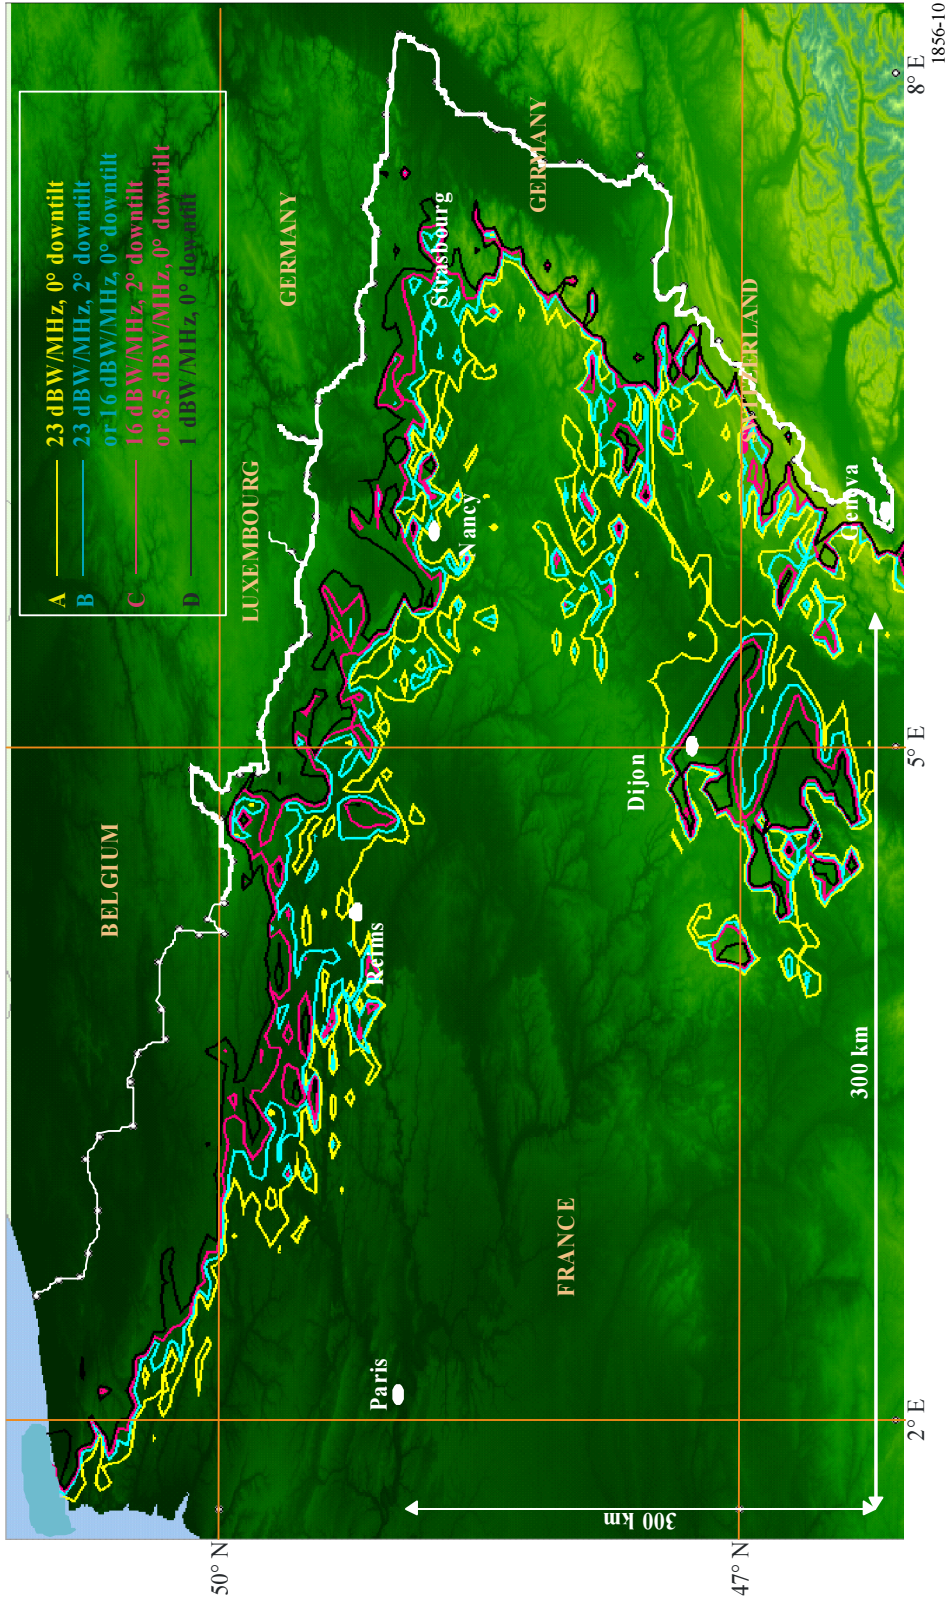 A 23 dBW/MHz, 0° downtilt
B 23 dBW/MHz, 2° downtilt
or 16 dBW/MHz, 0° downtilt
C 16 dBW/MHz, 2° downtilt
or 8.5 dBW/MHz, 0° downtilt
D 1 dBW/MHz, 0° downtilt
BELGIUM
LUXEMBOURG
GERMANY
GERMANY
SWITZERLAND
FRANCE
Strasbourg
Nancy
Reims
Paris
Dijon
Geneva
300 km
300 km
50° N
47° N
2° E
5° E
8° E
1856-10